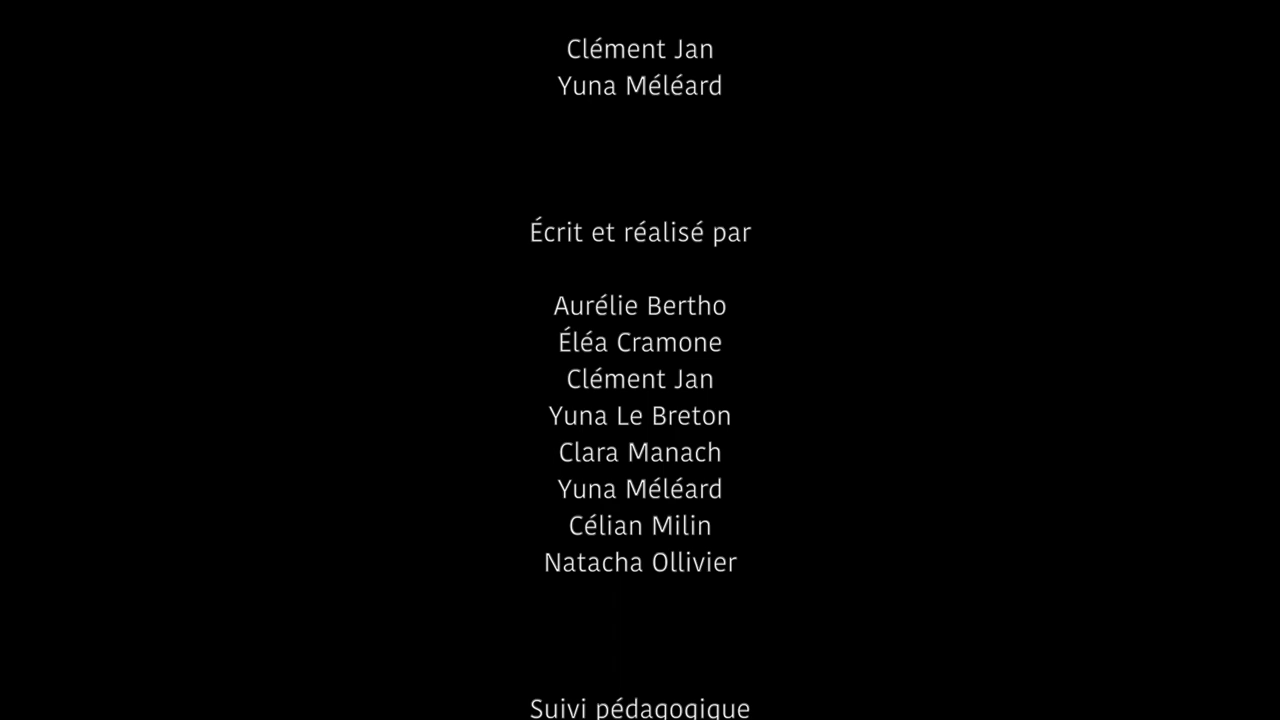 Clément Jan
Yuna Méléard
Écrit et réalisé par
Aurélie Bertho
Éléa Cramone
Clément Jan
Yuna Le Breton
Clara Manach
Yuna Méléard
Célian Milin
Natacha Ollivier
Suivi pédagogique